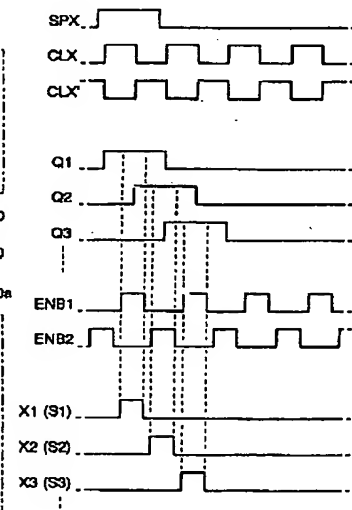 SPX
CLX
CLX'
Q1
Q2
Q3
ENB1
ENB2
X1 (S1)
X2 (S2)
X3 (S3)